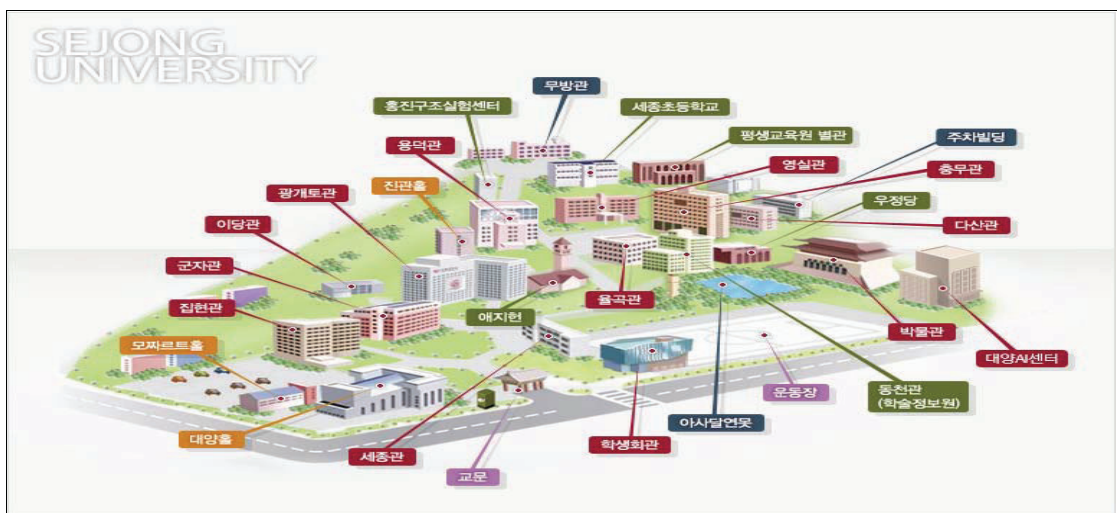 SEJONG
UNIVERSITY
무방관
홍진구조실험센터
세종초등학교
평생교육원 별관
주차빌딩
용덕관
영실관
충무관
진관홀
광개토관
우정당
이당관
다산관
군자관
집현관
애지헌
율곡관
박물관
모짜르트홀
대양AI센터
운동장
동천관
(학술정보원)
아사달연못
대양홀
세종관
학생회관
교문